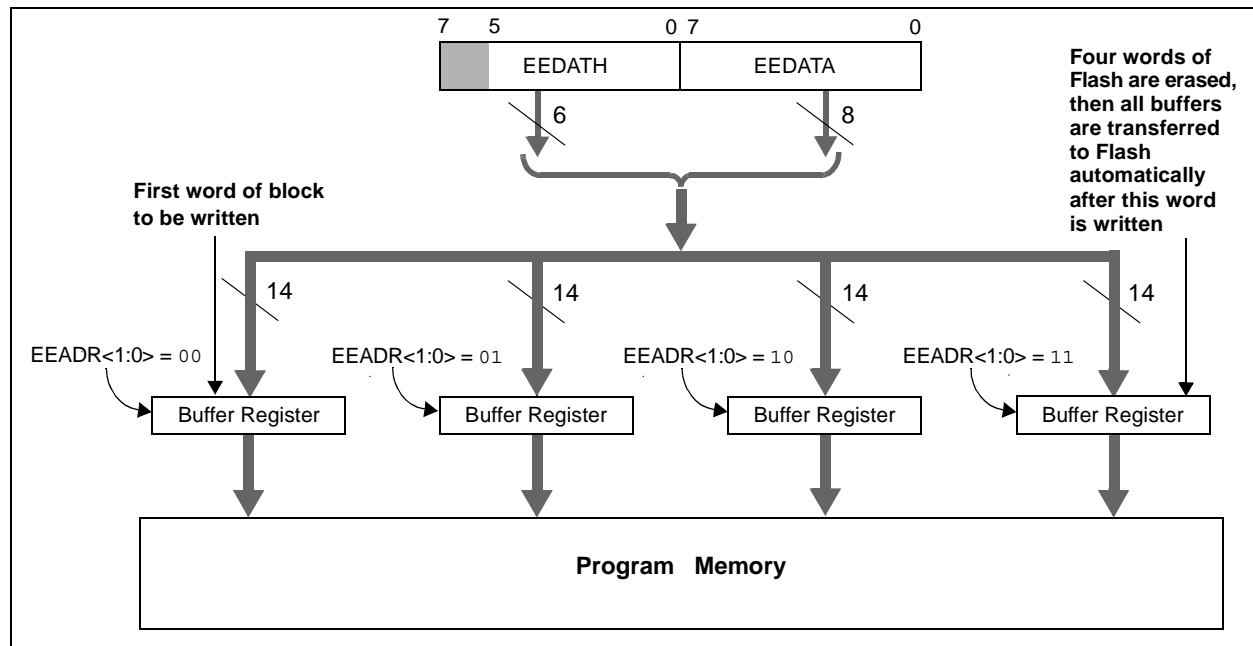 7 5 0 7 0
EEDATH EEDATA
6 8
First word of block
to be written
Four words of
Flash are erased,
then all buffers
are transferred
to Flash
automatically
after this word
is written
14 14 14 14
EEADR<1:0> = 00 EEADR<1:0> = 01 EEADR<1:0> = 10 EEADR<1:0> = 11
Buffer Register Buffer Register Buffer Register Buffer Register
Program Memory